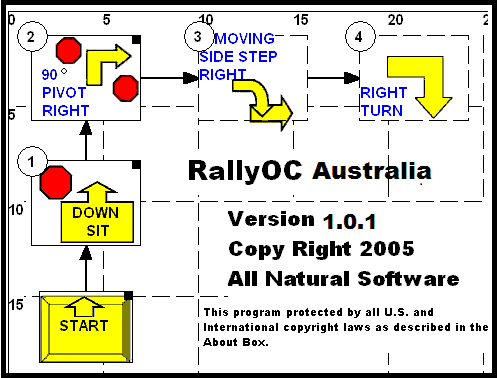 0 5 10 15 20
2 3 4
MOVING
SIDE STEP
RIGHT
90°
PIVOT
RIGHT
RIGHT
TURN
5
1
RallyOC Australia
DOWN
SIT
10
Version 1.0.1
Copy Right 2005
All Natural Software
15
START
This program protected by all U.S. and
International copyright laws as described in the
About Box.